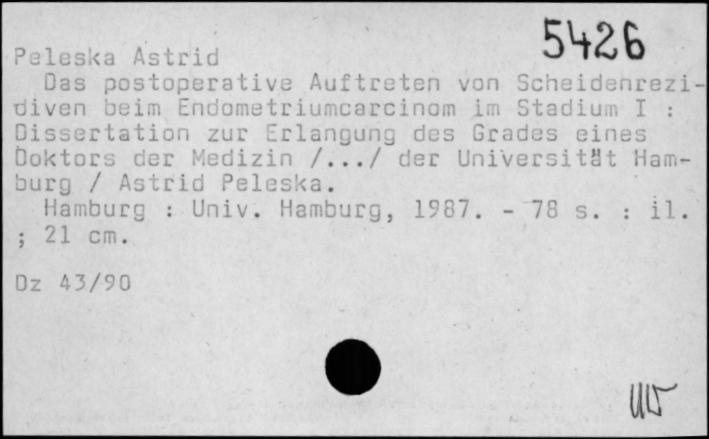 5426
Peleska Astrid
Das postoperative Auftreten von Scheidenrezi-
diven beim Endometriumcarcinom im Stadium I :
Dissertation zur Erlangung des Grades eines
Doktors der Medizin /.../ der Universität Ham-
burg / Astrid Peleska.
Hamburg : Univ. Hamburg, 1987. - 78 s. : il.
; 21 cm.
Dz 43/90